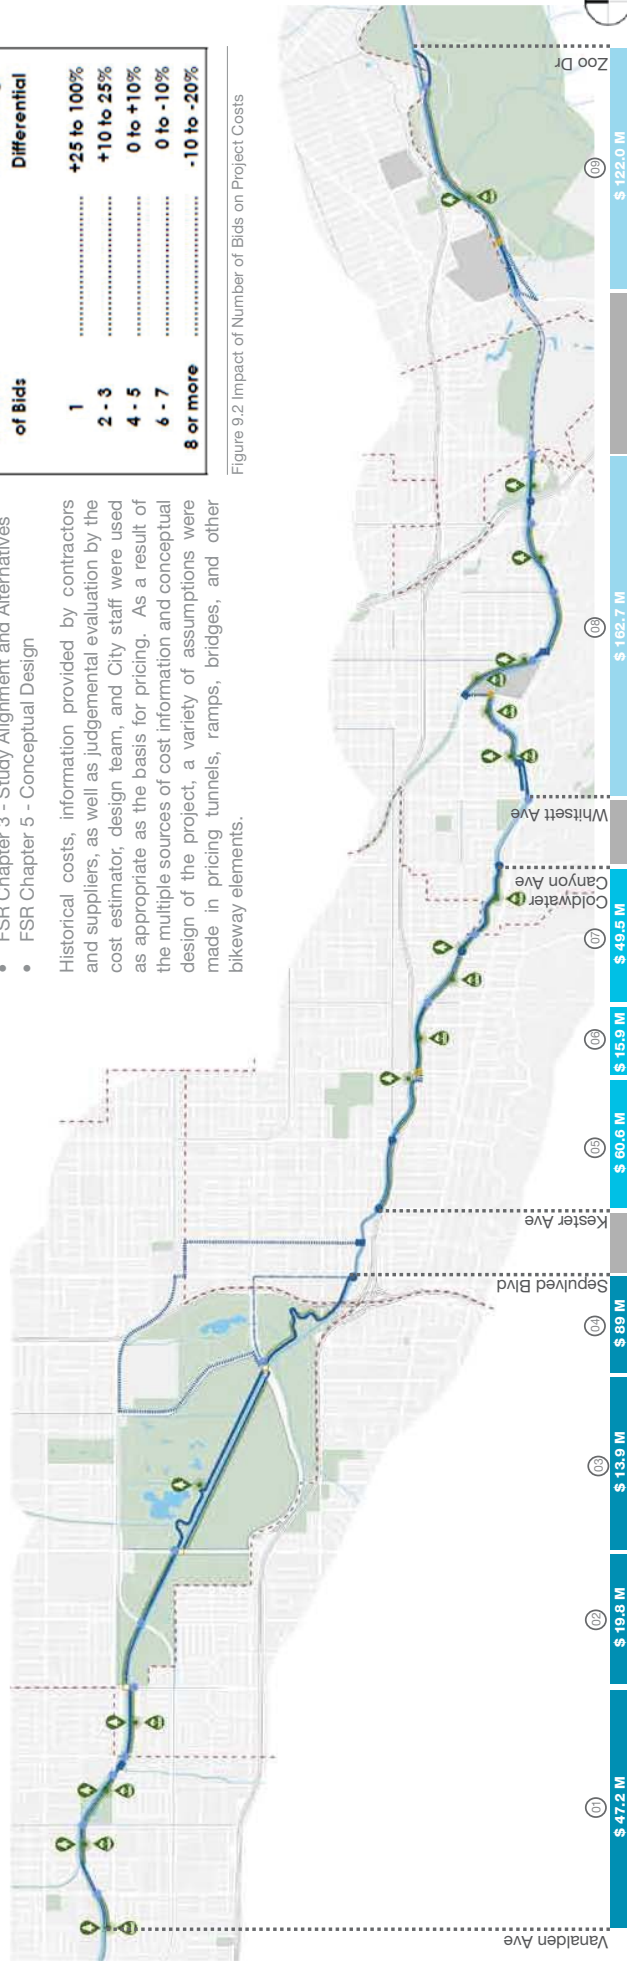 • FSR Chapter 3 - Study Alignment and Alternatives
• FSR Chapter 5 - Conceptual Design
Historical costs, information provided by contractors
and suppliers, as well as judgemental evaluation by the
cost estimator, design team, and City staff were used
as appropriate as the basis for pricing. As a result of
the multiple sources of cost information and conceptual
design of the project, a variety of assumptions were
made in pricing tunnels, ramps, bridges, and other
bikeway elements.
of Bids Differential
1 ........ +25 to 100%
2 - 3 ........ +10 to 25%
4 - 5 ........ 0 to +10%
6 - 7 ........ 0 to -10%
8 or more ........ -10 to -20%
Figure 9.2 Impact of Number of Bids on Project Costs
Vanalden Ave
Sepulved Blvd
Kester Ave
Coldwater
Canyon Ave
Whitsett Ave
Zoo Dr
01
02
03
04
05
06
07
08
09
$ 47.2 M
$ 19.8 M
$ 13.9 M
$ 89 M
$ 60.6 M
$ 15.9 M
$ 49.5 M
$ 162.7 M
$ 122.0 M